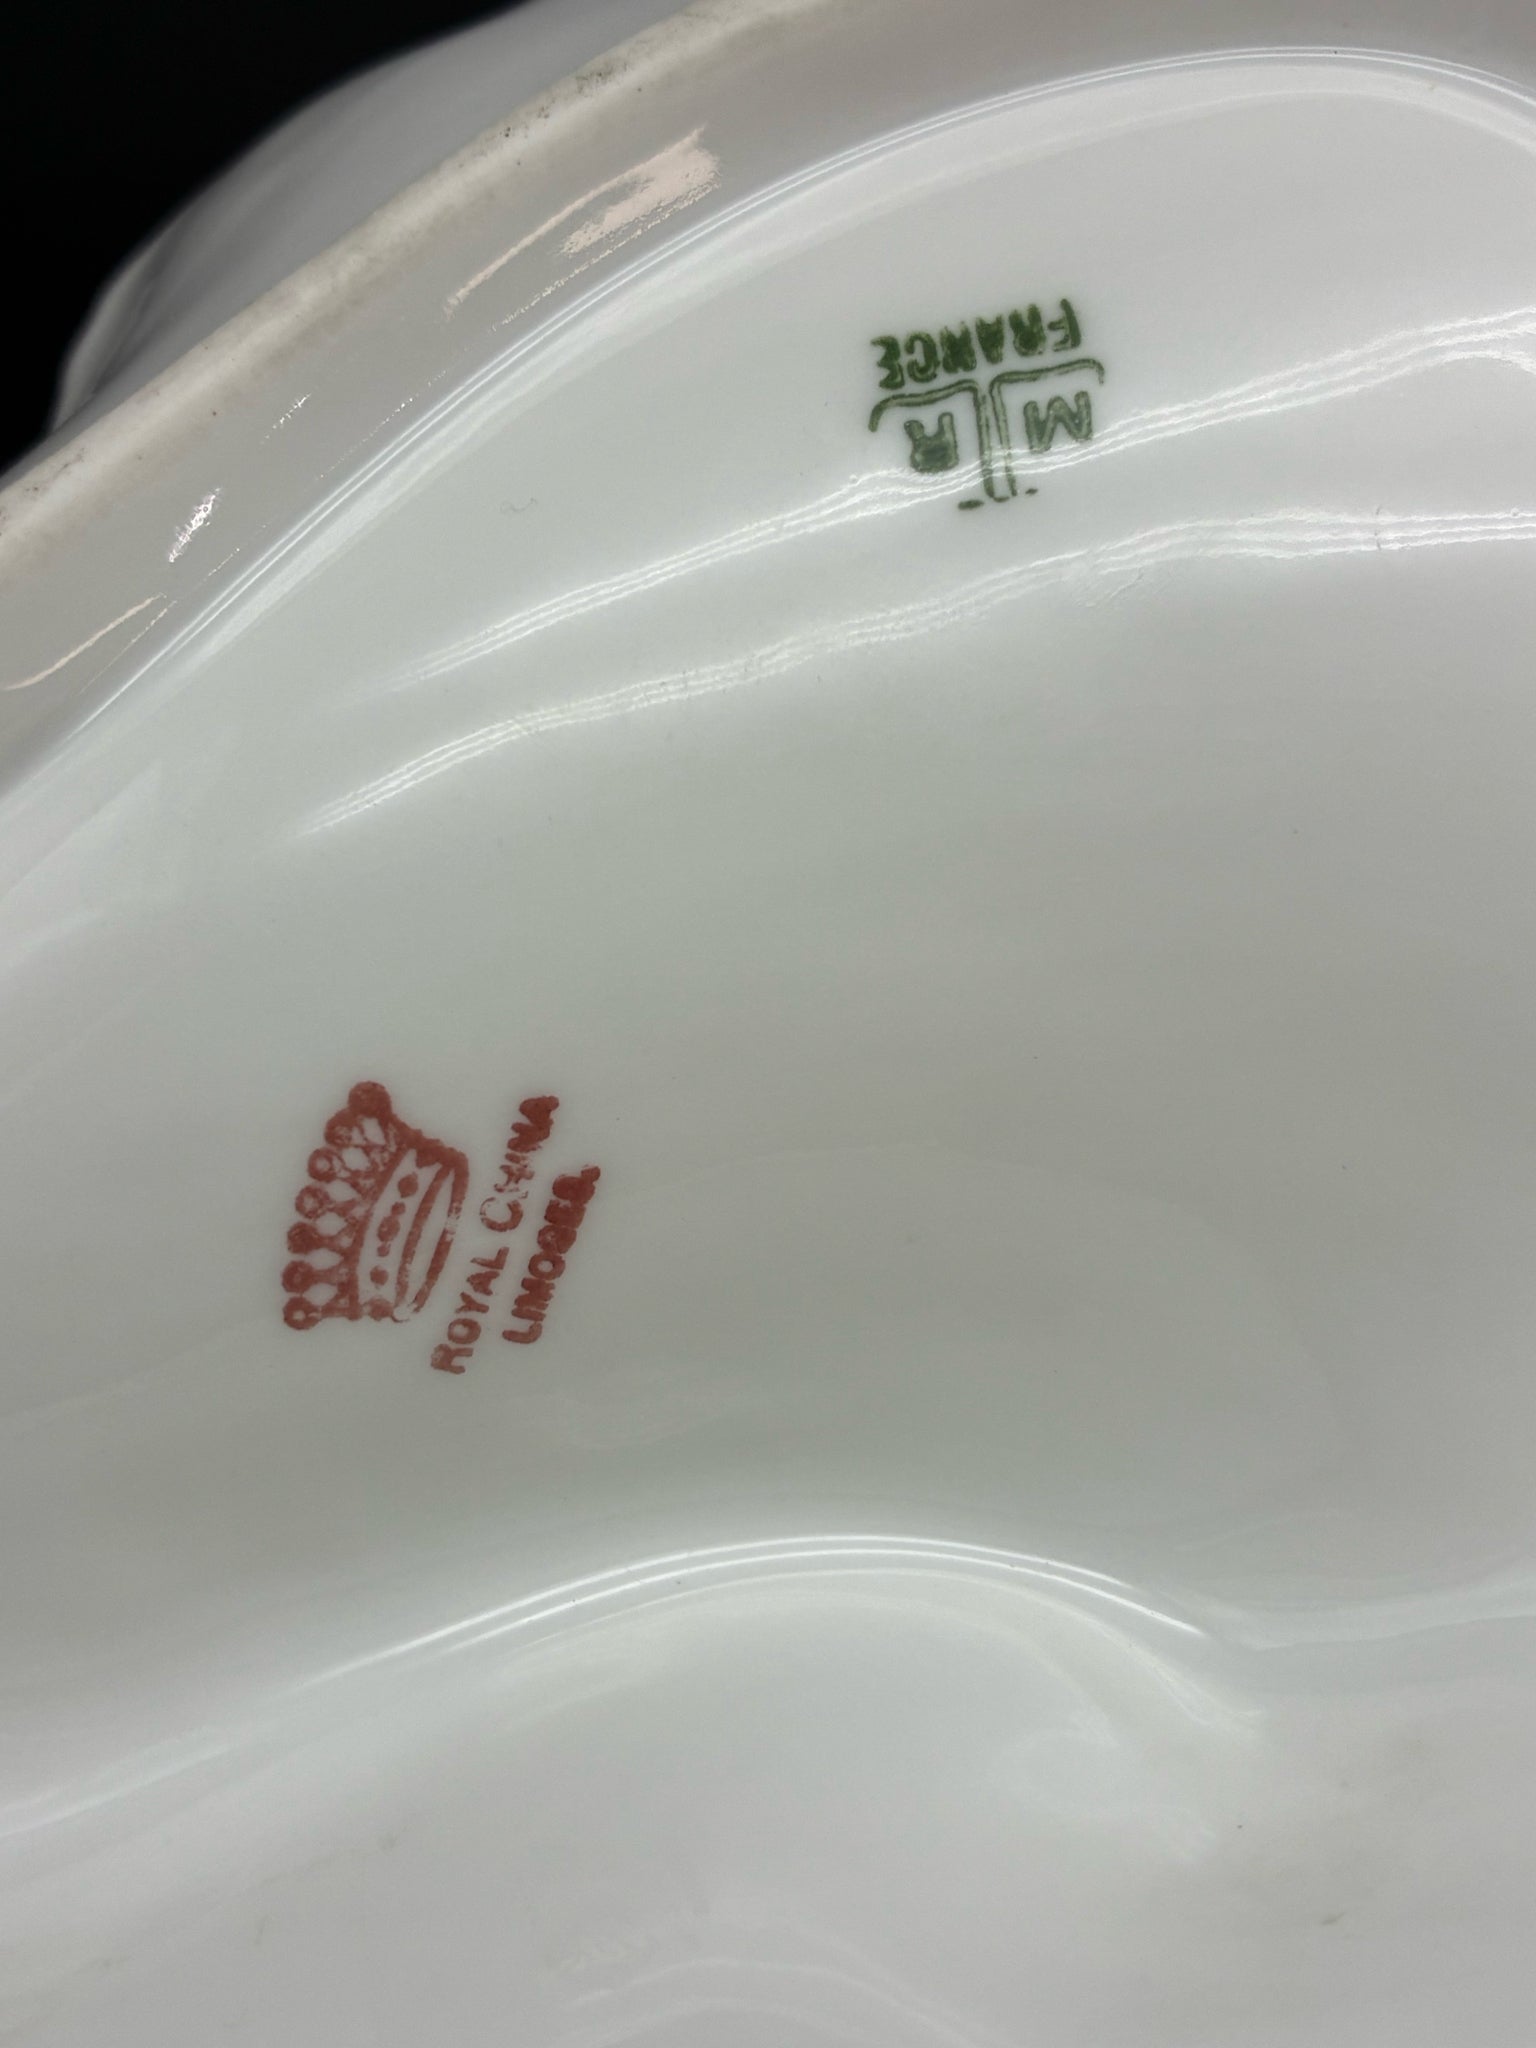 M R
FRANCE
ROYAL CHINA
LIMOGES